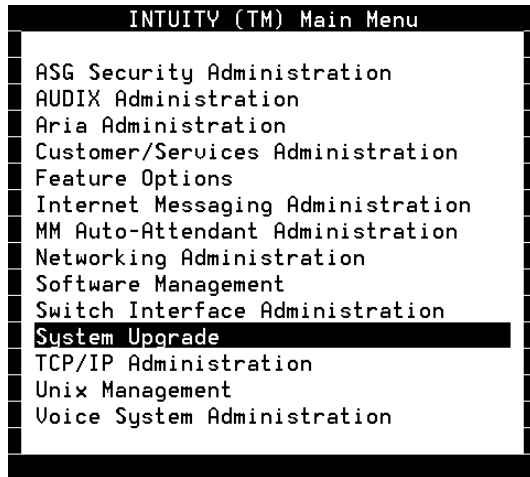 INTUITY (TM) Main Menu
ASG Security Administration
AUDIX Administration
Aria Administration
Customer/Services Administration
Feature Options
Internet Messaging Administration
MM Auto-Attendant Administration
Networking Administration
Software Management
Switch Interface Administration
System Upgrade
TCP/IP Administration
Unix Management
Voice System Administration